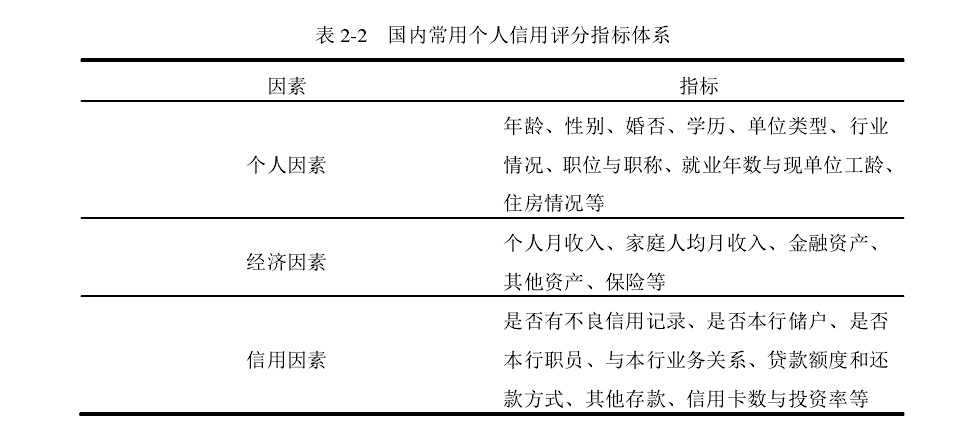 表 2-2 国内常用个人信用评分指标体系
因素 指标
个人因素
年龄、性别、婚否、学历、单位类型、行业
情况、职位与职称、就业年数与现单位工龄、
住房情况等
经济因素
个人月收入、家庭人均月收入、金融资产、
其他资产、保险等
信用因素
是否有不良信用记录、是否本行储户、是否
本行职员、与本行业务关系、贷款额度和还
款方式、其他存款、信用卡数与投资率等